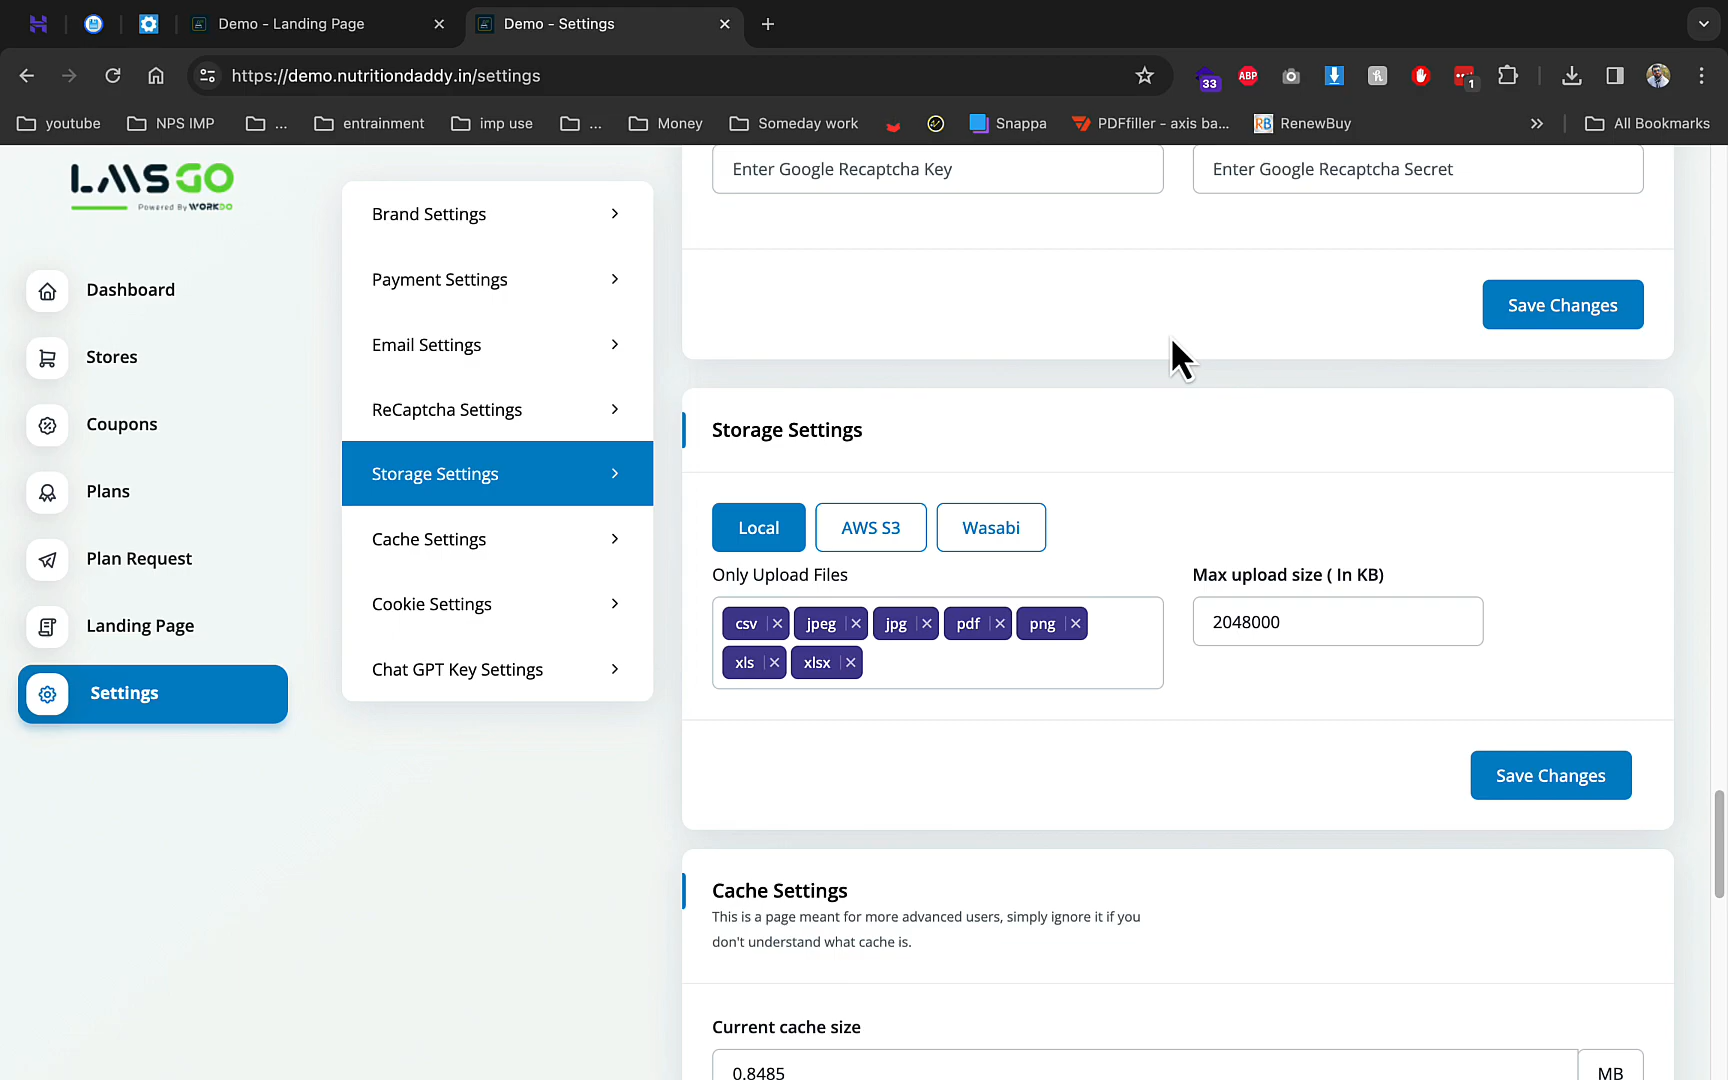 Demo - Landing Page
Demo - Settings
https://demo.nutritiondaddy.in/settings
33
ABP
1
youtube
NPS IMP
...
entrainment
imp use
...
Money
Someday work
Snappa
PDFfiller - axis ba...
RB RenewBuy
All Bookmarks
LMSGO
Powered By WORKDO
Dashboard
Stores
Coupons
Plans
Plan Request
Landing Page
Settings
Brand Settings
Payment Settings
Email Settings
ReCaptcha Settings
Storage Settings
Cache Settings
Cookie Settings
Chat GPT Key Settings
Enter Google Recaptcha Key
Enter Google Recaptcha Secret
Save Changes
Storage Settings
Local
AWS S3
Wasabi
Only Upload Files
Max upload size ( In KB)
csv jpeg jpg pdf png
xls xlsx
2048000
Save Changes
Cache Settings
This is a page meant for more advanced users, simply ignore it if you
don't understand what cache is.
Current cache size
0.8485
MB